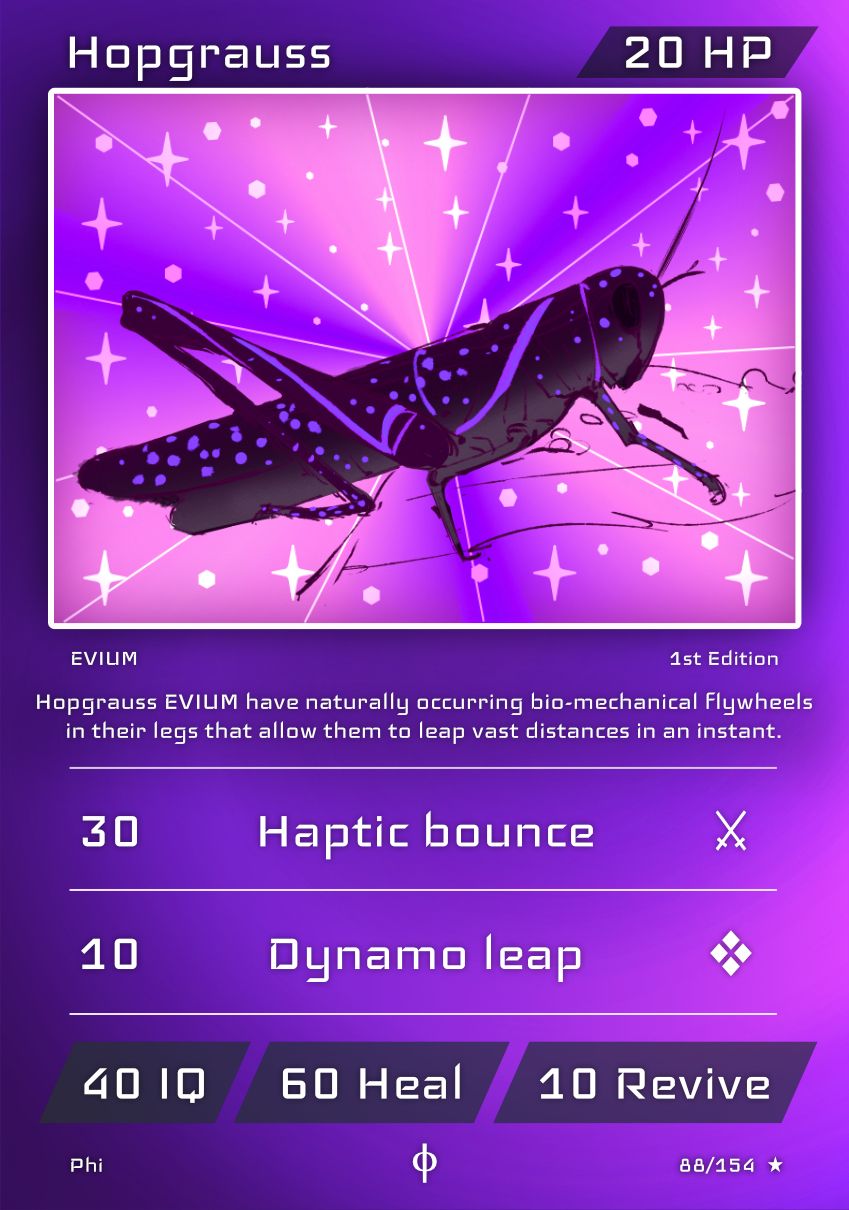 Hopgrauss
20 HP
EVIUM
1st Edition
Hopgrauss EVIUM have naturally occurring bio-mechanical flywheels
in their legs that allow them to leap vast distances in an instant.
30 Haptic bounce
10 Dynamo leap
40 IQ 60 Heal 10 Revive
Phi ϕ 88/154 ★